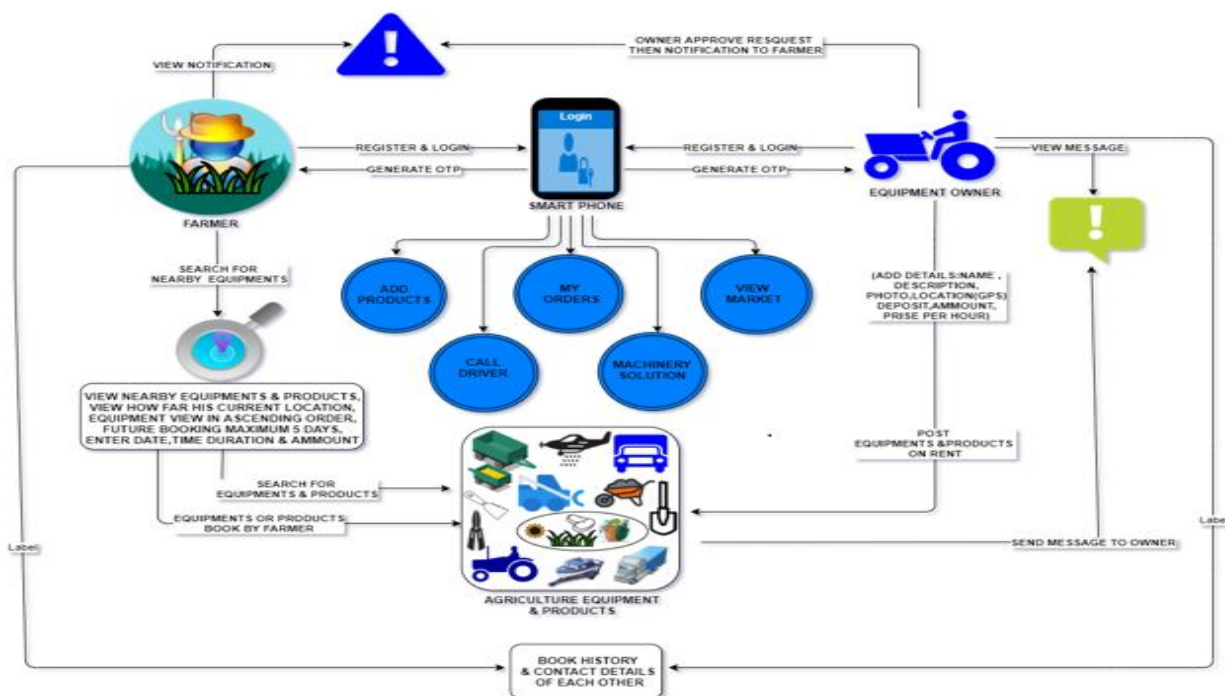 OWNER APPROVE RESQUEST
THEN NOTIFICATION TO FARMER
VIEW NOTIFICATION
Login
REGISTER & LOGIN
REGISTER & LOGIN
VIEW MESSAGE
GENERATE OTP
GENERATE OTP
FARMER
SMART PHONE
EQUIPMENT OWNER
SEARCH FOR
NEARBY EQUIPMENTS
ADD
PRODUCTS
MY
ORDERS
VIEW
MARKET
(ADD DETAILS:NAME ,
DESCRIPTION,
PHOTO,LOCATION(GPS)
DEPOSIT,AMMOUNT,
PRISE PER HOUR)
CALL
DRIVER
MACHINERY
SOLUTION
VIEW NEARBY EQUIPMENTS & PRODUCTS,
VIEW HOW FAR HIS CURRENT LOCATION,
EQUIPMENT VIEW IN ASCENDING ORDER,
FUTURE BOOKING MAXIMUM 5 DAYS,
ENTER DATE,TIME DURATION & AMMOUNT
POST
EQUIPMENTS &PRODUCTS
ON RENT
SEARCH FOR
EQUIPMENTS & PRODUCTS
EQUIPMENTS OR PRODUCTS
BOOK BY FARMER
Label
Label
SEND MESSAGE TO OWNER
AGRICULTURE EQUIPMENT
& PRODUCTS
BOOK HISTORY
& CONTACT DETAILS
OF EACH OTHER